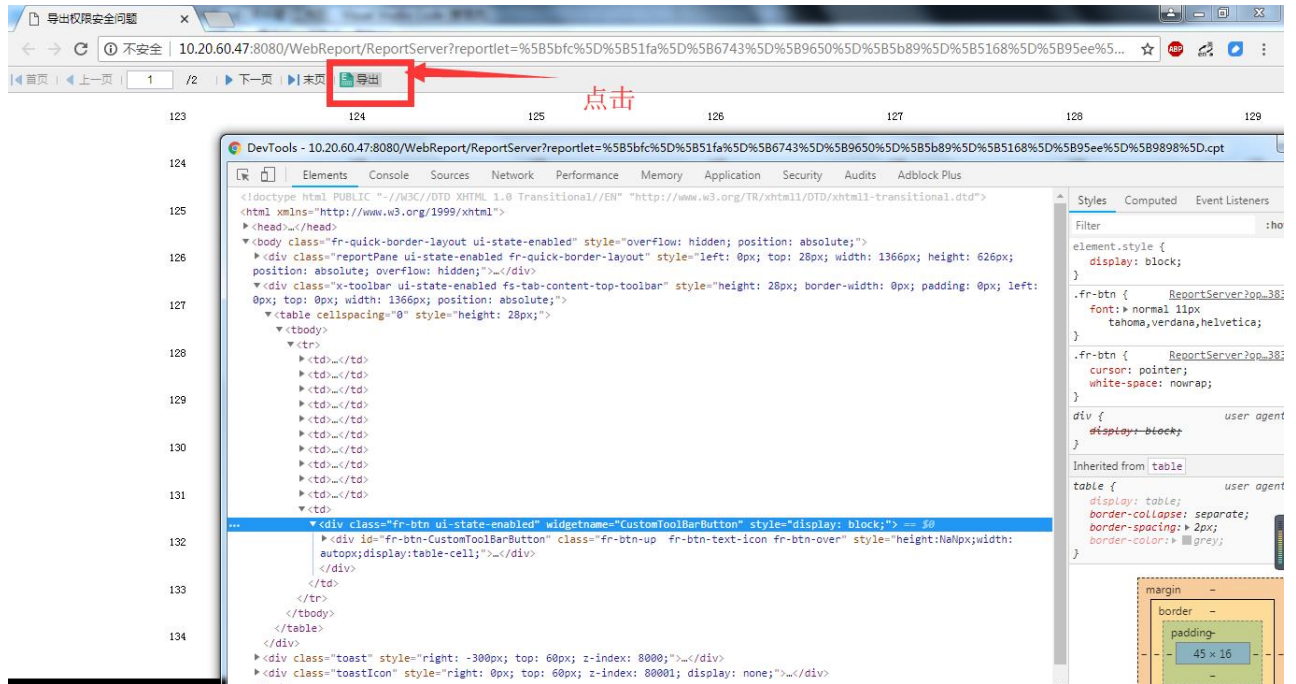 导出权限安全问题
不安全 | 10.20.60.47:8080/WebReport/ReportServer?reportlet=%5B5bfc%5D%5B51fa%5D%5B6743%5D%5B9650%5D%5B5b89%5D%5B5168%5D%5B95ee%5...
首页 上一页 1 /2 下一页 末页 导出
点击
123 124 125 126 127 128 129
DevTools - 10.20.60.47:8080/WebReport/ReportServer?reportlet=%5B5bfc%5D%5B51fa%5D%5B6743%5D%5B9650%5D%5B5b89%5D%5B5168%5D%5B95ee%5D%5B9898%5D.cpt
124
Elements Console Sources Network Performance Memory Application Security Audits Adblock Plus
<!doctype html PUBLIC "-//W3C//DTD XHTML 1.0 Transitional//EN" "http://www.w3.org/TR/xhtml1/DTD/xhtml1-transitional.dtd">
<html xmlns="http://www.w3.org/1999/xhtml">
<head>…</head>
<body class="fr-quick-border-layout ui-state-enabled" style="overflow: hidden; position: absolute;">
<div class="reportPane ui-state-enabled fr-quick-border-layout" style="left: 0px; top: 28px; width: 1366px; height: 626px;
position: absolute; overflow: hidden;">…</div>
<div class="x-toolbar ui-state-enabled fs-tab-content-top-toolbar" style="height: 28px; border-width: 0px; padding: 0px; left:
0px; top: 0px; width: 1366px; position: absolute;">
<table cellspacing="0" style="height: 28px;">
<tbody>
<tr>
<td>…</td>
<td>…</td>
<td>…</td>
<td>…</td>
<td>…</td>
<td>…</td>
<td>…</td>
<td>…</td>
<td>…</td>
<td>…</td>
<td>
<div class="fr-btn ui-state-enabled" widgetname="CustomToolBarButton" style="display: block;"> == $0
<div id="fr-btn-CustomToolBarButton" class="fr-btn-up fr-btn-text-icon fr-btn-over" style="height:NaNpx;width:
autopx;display:table-cell;">…</div>
</div>
</td>
</tr>
</tbody>
</table>
</div>
<div class="toast" style="right: -300px; top: 60px; z-index: 8000;">…</div>
<div class="toastIcon" style="right: 0px; top: 60px; z-index: 80001; display: none;">…</div>
125
126
127
128
129
130
131
132
133
134
Styles Computed Event Listeners
Filter :ho
element.style {
display: block;
}
.fr-btn { ReportServer?op…383
font: normal 11px
tahoma,verdana,helvetica;
}
.fr-btn { ReportServer?op…383
cursor: pointer;
white-space: nowrap;
}
div { user agent
display: block;
}
Inherited from table
table { user agent
display: table;
border-collapse: separate;
border-spacing: 2px;
border-color: grey;
}
margin -
border -
padding-
45 × 16